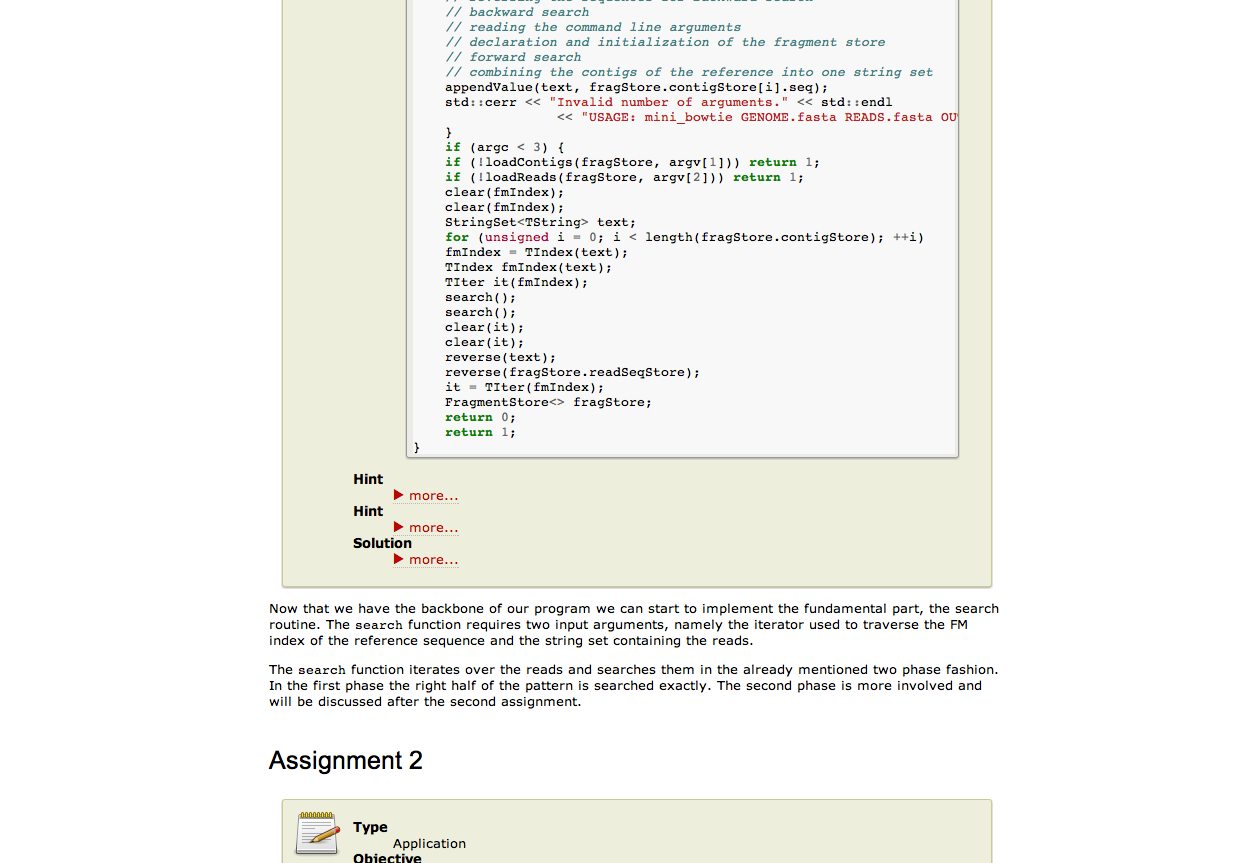 // backward search
// reading the command line arguments
// declaration and initialization of the fragment store
// forward search
// combining the contigs of the reference into one string set
appendValue(text, fragStore.contigStore[i].seq);
std::cerr << "Invalid number of arguments." << std::endl
<< "USAGE: mini_bowtie GENOME.fasta READS.fasta OU
}
if (argc < 3) {
if (!loadContigs(fragStore, argv[1])) return 1;
if (!loadReads(fragStore, argv[2])) return 1;
clear(fmIndex);
clear(fmIndex);
StringSet<TString> text;
for (unsigned i = 0; i < length(fragStore.contigStore); ++i)
fmIndex = TIndex(text);
TIndex fmIndex(text);
TIter it(fmIndex);
search();
search();
clear(it);
clear(it);
reverse(text);
reverse(fragStore.readSeqStore);
it = TIter(fmIndex);
FragmentStore<> fragStore;
return 0;
return 1;
}
Hint
more...
Hint
more...
Solution
more...
Now that we have the backbone of our program we can start to implement the fundamental part, the search
routine. The search function requires two input arguments, namely the iterator used to traverse the FM
index of the reference sequence and the string set containing the reads.
The search function iterates over the reads and searches them in the already mentioned two phase fashion.
In the first phase the right half of the pattern is searched exactly. The second phase is more involved and
will be discussed after the second assignment.
Assignment 2
Type
Application
Objective